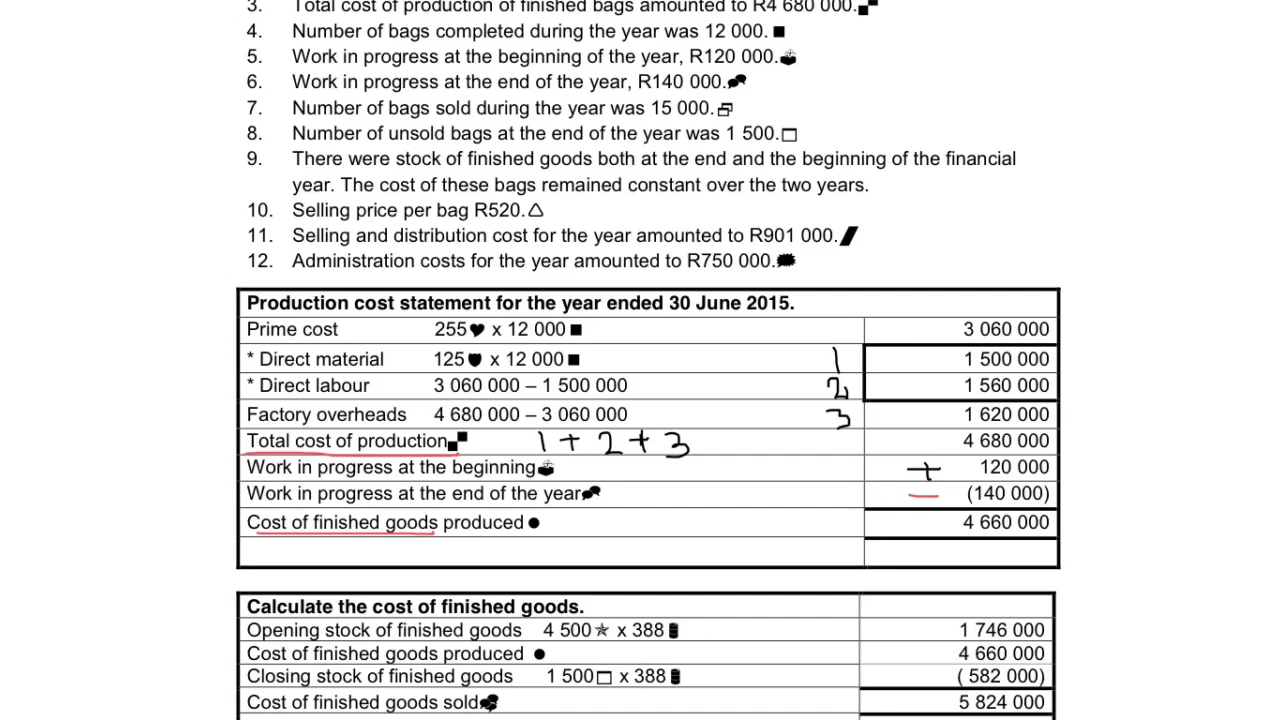 3. Total cost of production of finished bags amounted to R4 680 000.
4. Number of bags completed during the year was 12 000.
5. Work in progress at the beginning of the year, R120 000.
6. Work in progress at the end of the year, R140 000.
7. Number of bags sold during the year was 15 000.
8. Number of unsold bags at the end of the year was 1 500.
9. There were stock of finished goods both at the end and the beginning of the financial
year. The cost of these bags remained constant over the two years.
10. Selling price per bag R520.
11. Selling and distribution cost for the year amounted to R901 000.
12. Administration costs for the year amounted to R750 000.
Production cost statement for the year ended 30 June 2015.
Prime cost 255 x 12 000 3 060 000
* Direct material 125 x 12 000 1 1 500 000
* Direct labour 3 060 000 – 1 500 000 2 1 560 000
Factory overheads 4 680 000 – 3 060 000 3 1 620 000
Total cost of production 1 + 2 + 3 4 680 000
Work in progress at the beginning + 120 000
Work in progress at the end of the year – (140 000)
Cost of finished goods produced 4 660 000
Calculate the cost of finished goods.
Opening stock of finished goods 4 500 x 388 1 746 000
Cost of finished goods produced 4 660 000
Closing stock of finished goods 1 500 x 388 ( 582 000)
Cost of finished goods sold 5 824 000